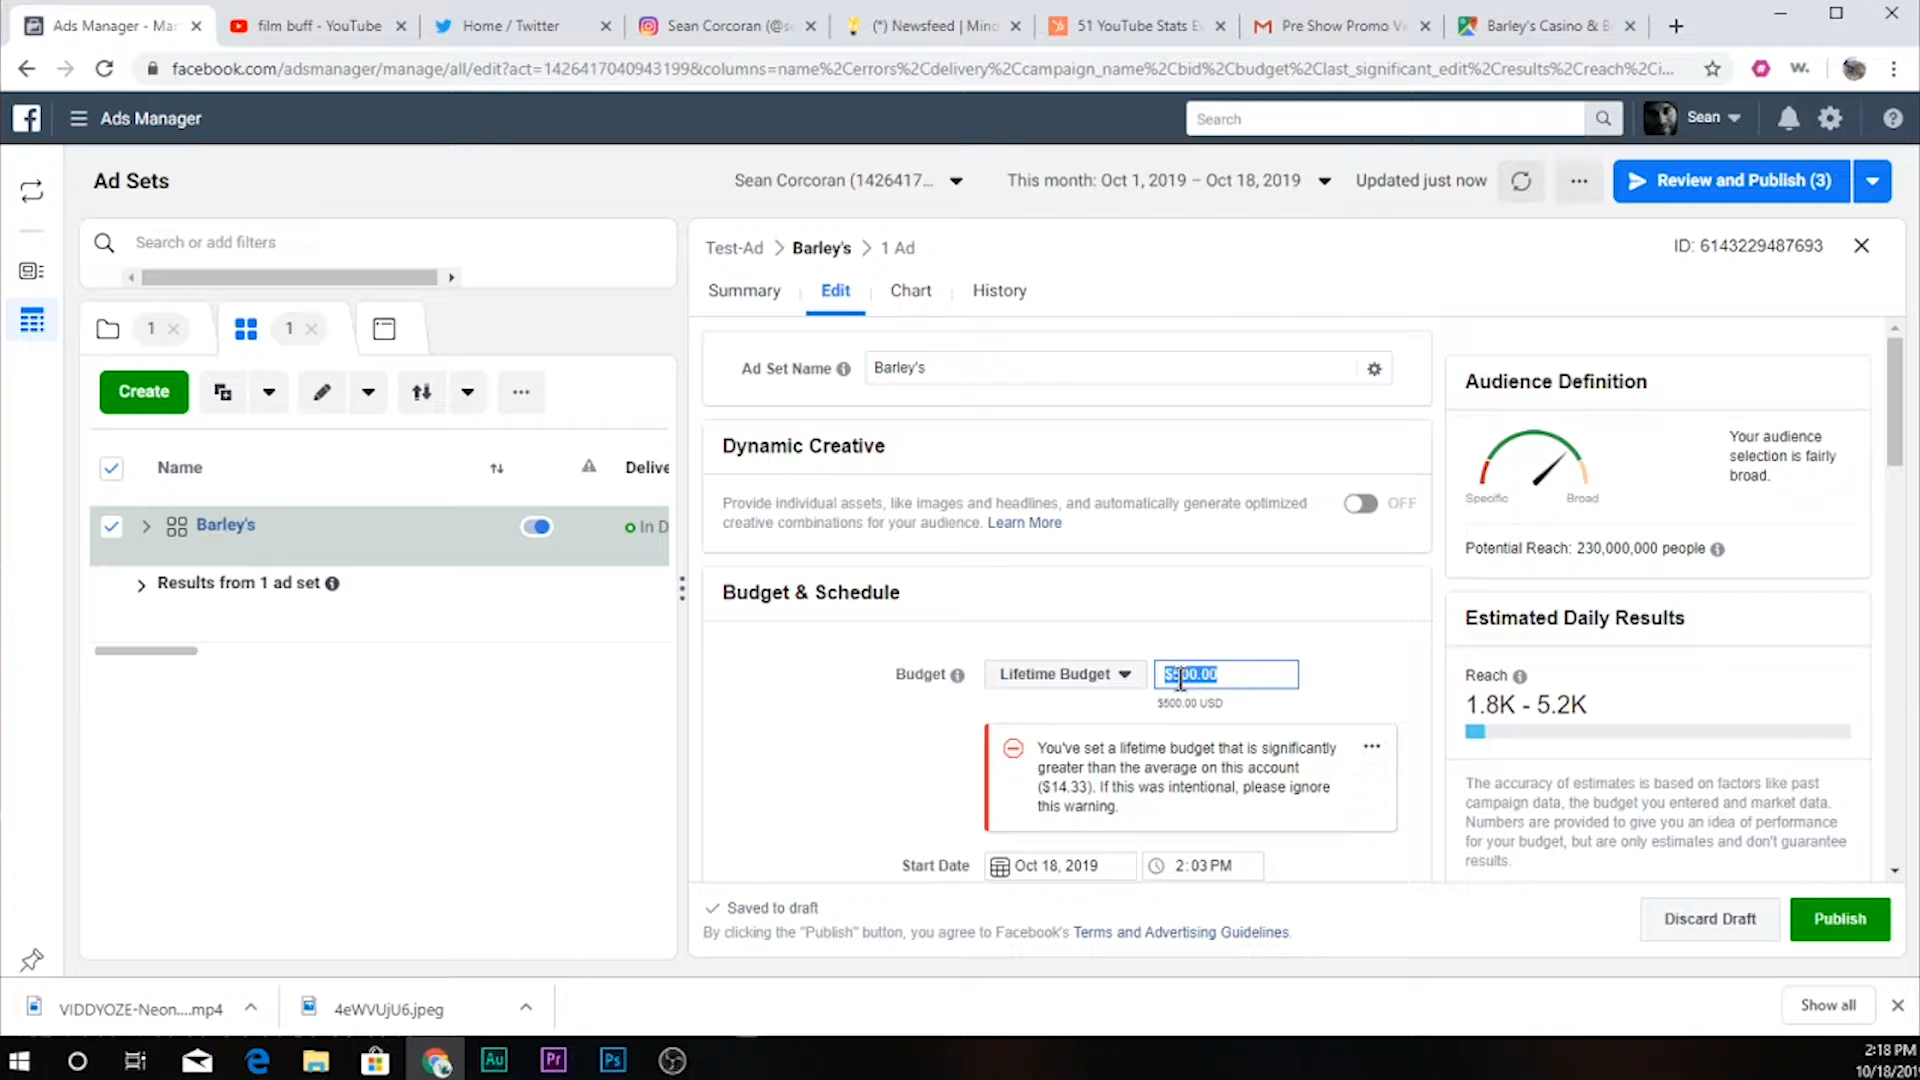 Ads Manager - Mar
film buff - YouTube
Home / Twitter
Sean Corcoran (@s
(*) Newsfeed | Mind
51 YouTube Stats E
Pre Show Promo V
Barley's Casino & B
facebook.com/adsmanager/manage/all/edit?act=1426417040943199&columns=name%2Cerrors%2Cdelivery%2Ccampaign_name%2Cbid%2Cbudget%2Clast_significant_edit%2Cresults%2Creach%2Ci...
Ads Manager
Search
Sean
Ad Sets
Sean Corcoran (1426417...
This month: Oct 1, 2019 – Oct 18, 2019
Updated just now
Review and Publish (3)
Search or add filters
Test-Ad > Barley's > 1 Ad
ID: 6143229487693
Summary
Edit
Chart
History
1
1
Create
Name
Delive
Barley's
In D
Results from 1 ad set
Ad Set Name
Barley's
Dynamic Creative
Provide individual assets, like images and headlines, and automatically generate optimized
creative combinations for your audience. Learn More
OFF
Budget & Schedule
Budget
Lifetime Budget
$500.00
$500.00 USD
You've set a lifetime budget that is significantly
greater than the average on this account
($14.33). If this was intentional, please ignore
this warning.
Start Date
Oct 18, 2019
2:03 PM
Audience Definition
Your audience
selection is fairly
broad.
Specific
Broad
Potential Reach: 230,000,000 people
Estimated Daily Results
Reach
1.8K - 5.2K
The accuracy of estimates is based on factors like past
campaign data, the budget you entered and market data.
Numbers are provided to give you an idea of performance
for your budget, but are only estimates and don't guarantee
results.
Saved to draft
By clicking the "Publish" button, you agree to Facebook's Terms and Advertising Guidelines.
Discard Draft
Publish
VIDDYOZE-Neon....mp4
4eWVUjU6.jpeg
Show all
Au
Pr
Ps
2:18 PM
10/18/201